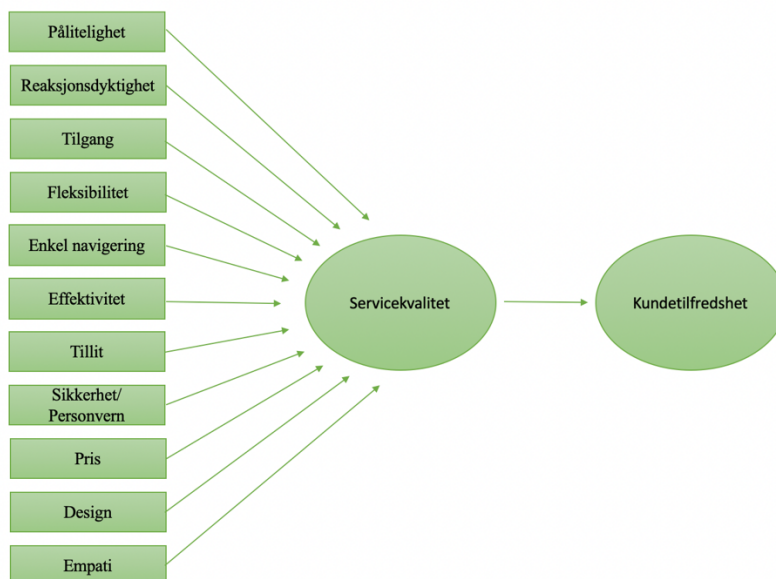 Pålitelighet
Reaksjonsdyktighet
Tilgang
Fleksibilitet
Enkel navigering
Effektivitet
Tillit
Sikkerhet/
Personvern
Pris
Design
Empati
Servicekvalitet
Kundetilfredshet